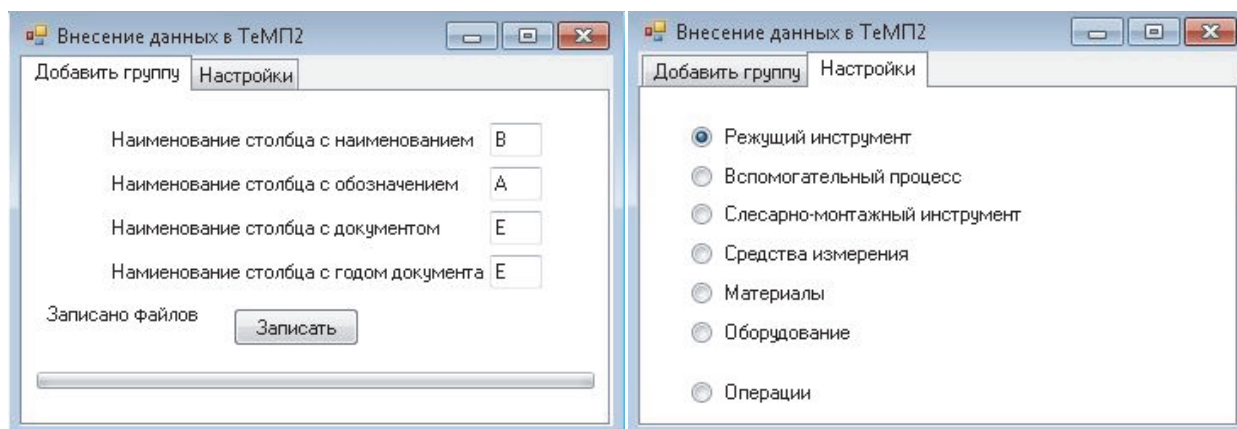 Внесение данных в ТеМП2
Добавить группу Настройки
Наименование столбца с наименованием B
Наименование столбца с обозначением A
Наименование столбца с документом E
Намиенование столбца с годом документа E
Записано файлов Записать
Внесение данных в ТеМП2
Добавить группу Настройки
Режущий инструмент
Вспомогательный процесс
Слесарно-монтажный инструмент
Средства измерения
Материалы
Оборудование
Операции